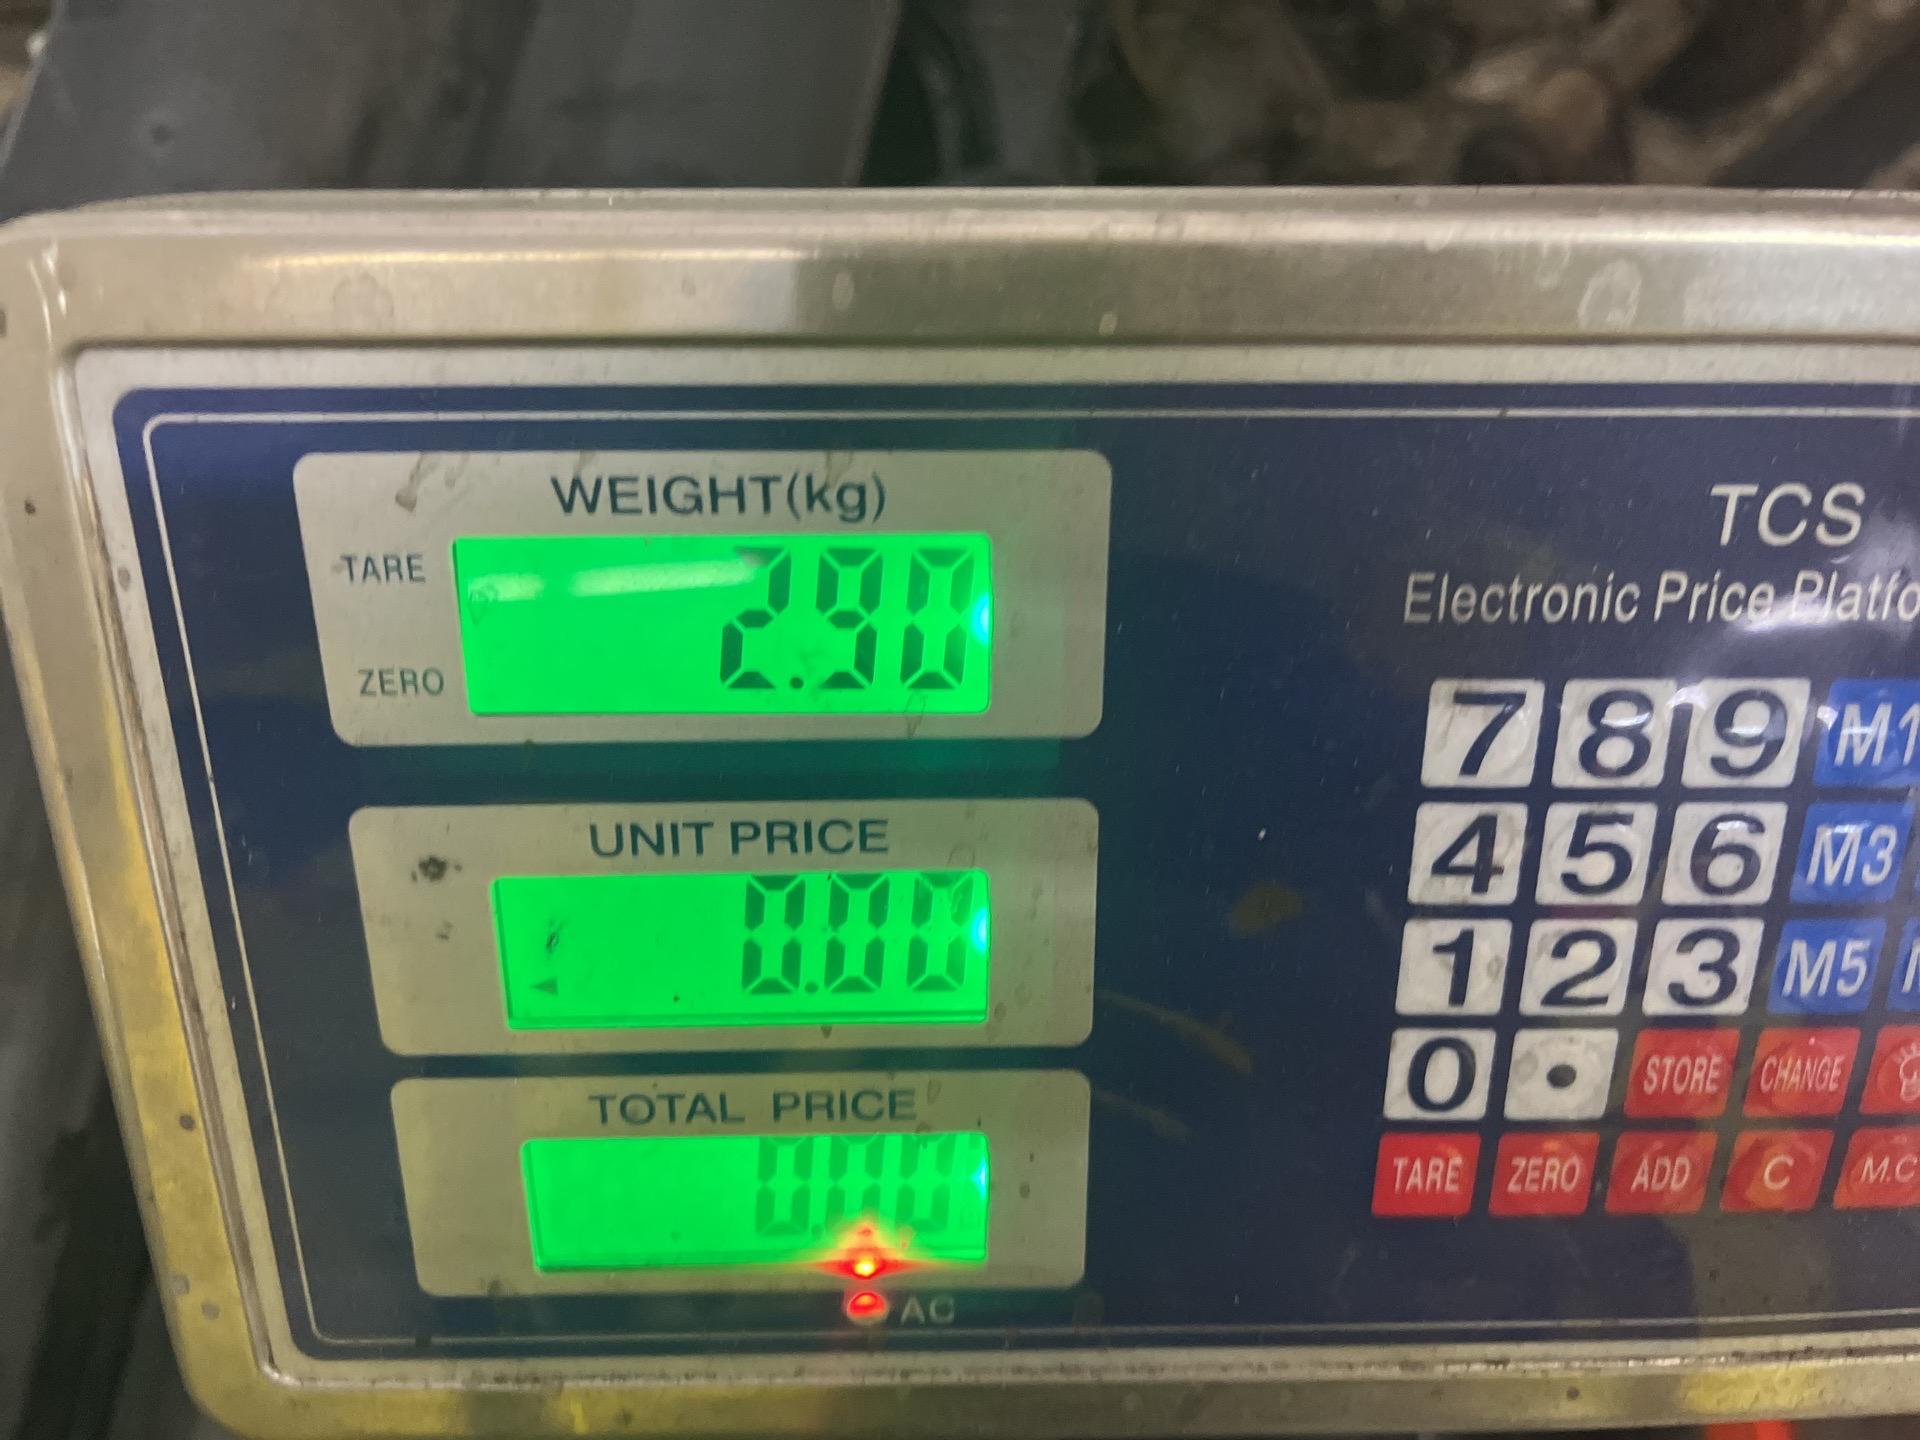 WEIGHT(kg)
TARE
2.90
ZERO
UNIT PRICE
0.00
TOTAL PRICE
0.00
AC
TCS
Electronic Price Platfo
7 8 9 M1
4 5 6 M3
1 2 3 M5
0 . STORE CHANGE
TARE ZERO ADD C M.C